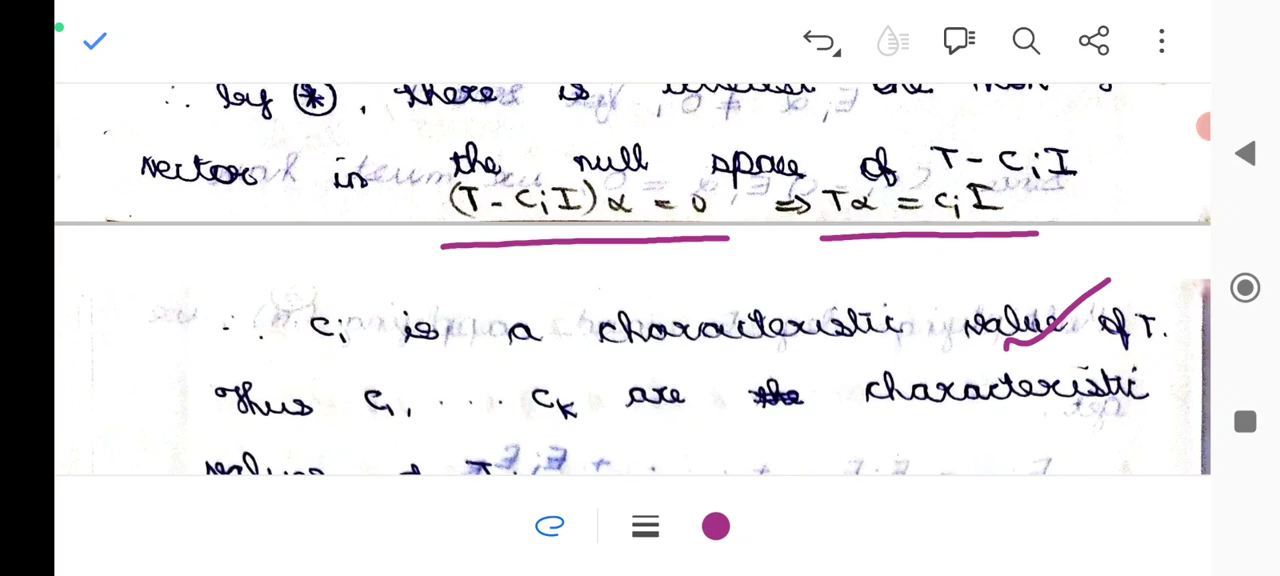 ∴ by (*), there is
vector in the null space of T - CiI
(T - CiI)α = 0 ⇒ Tα = CiI
∴ Ci is a characteristic value of T.
Thus C1, .... Ck are the characteristic